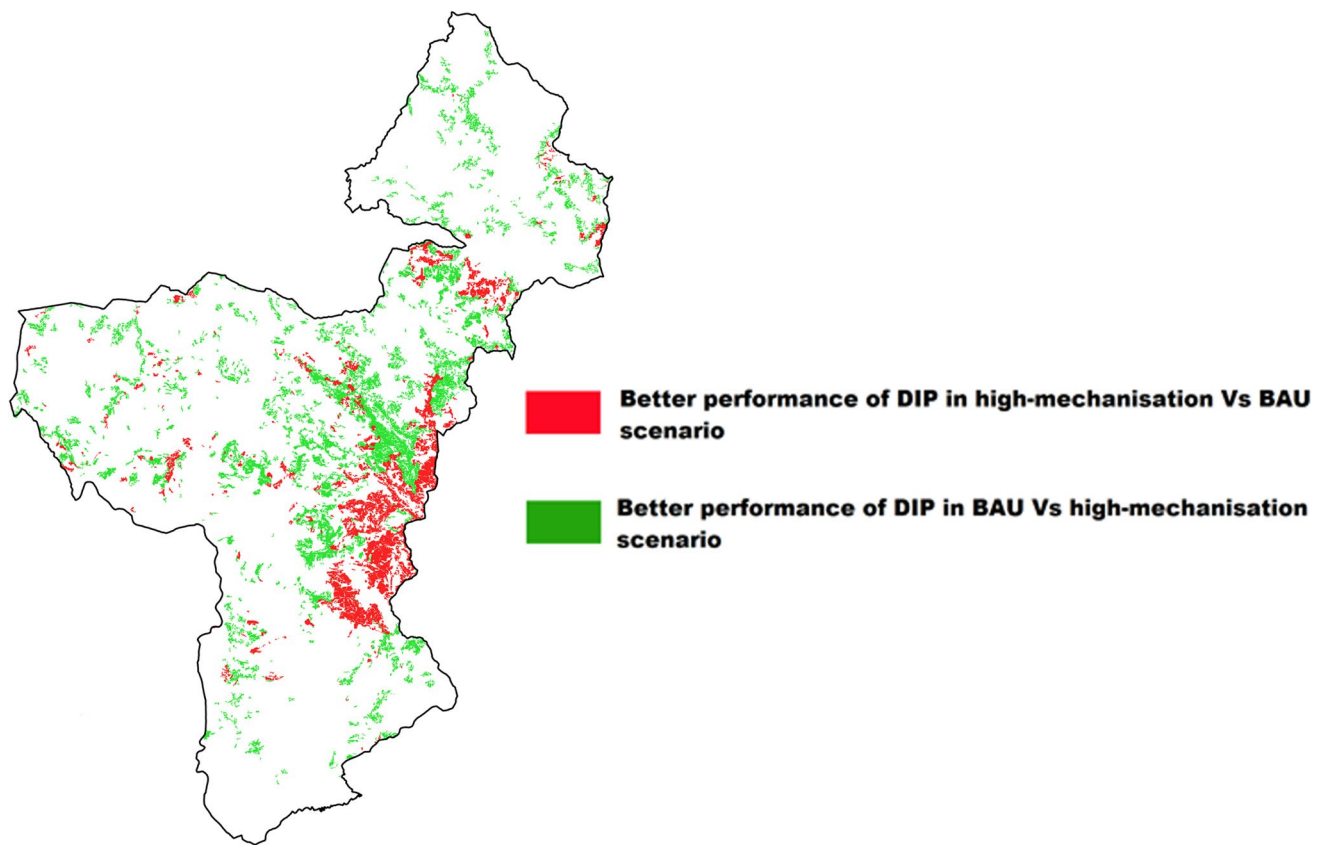 Better performance of DIP in high-mechanisation Vs BAU
scenario
Better performance of DIP in BAU Vs high-mechanisation
scenario